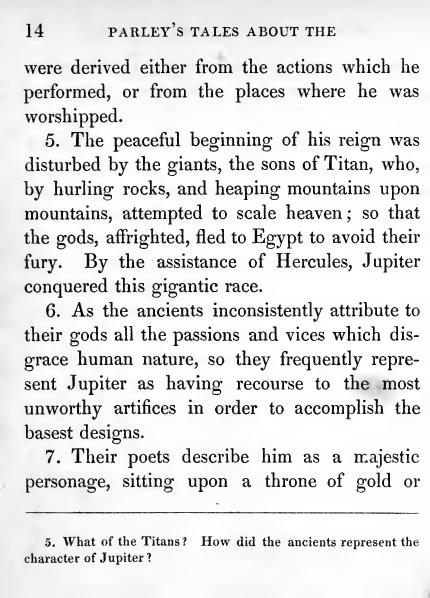 14 PARLEY'S TALES ABOUT THE
were derived either from the actions which he
performed, or from the places where he was
worshipped.
5. The peaceful beginning of his reign was
disturbed by the giants, the sons of Titan, who,
by hurling rocks, and heaping mountains upon
mountains, attempted to scale heaven; so that
the gods, affrighted, fled to Egypt to avoid their
fury. By the assistance of Hercules, Jupiter
conquered this gigantic race.
6. As the ancients inconsistently attribute to
their gods all the passions and vices which dis-
grace human nature, so they frequently repre-
sent Jupiter as having recourse to the most
unworthy artifices in order to accomplish the
basest designs.
7. Their poets describe him as a majestic
personage, sitting upon a throne of gold or
5. What of the Titans? How did the ancients represent the
character of Jupiter?